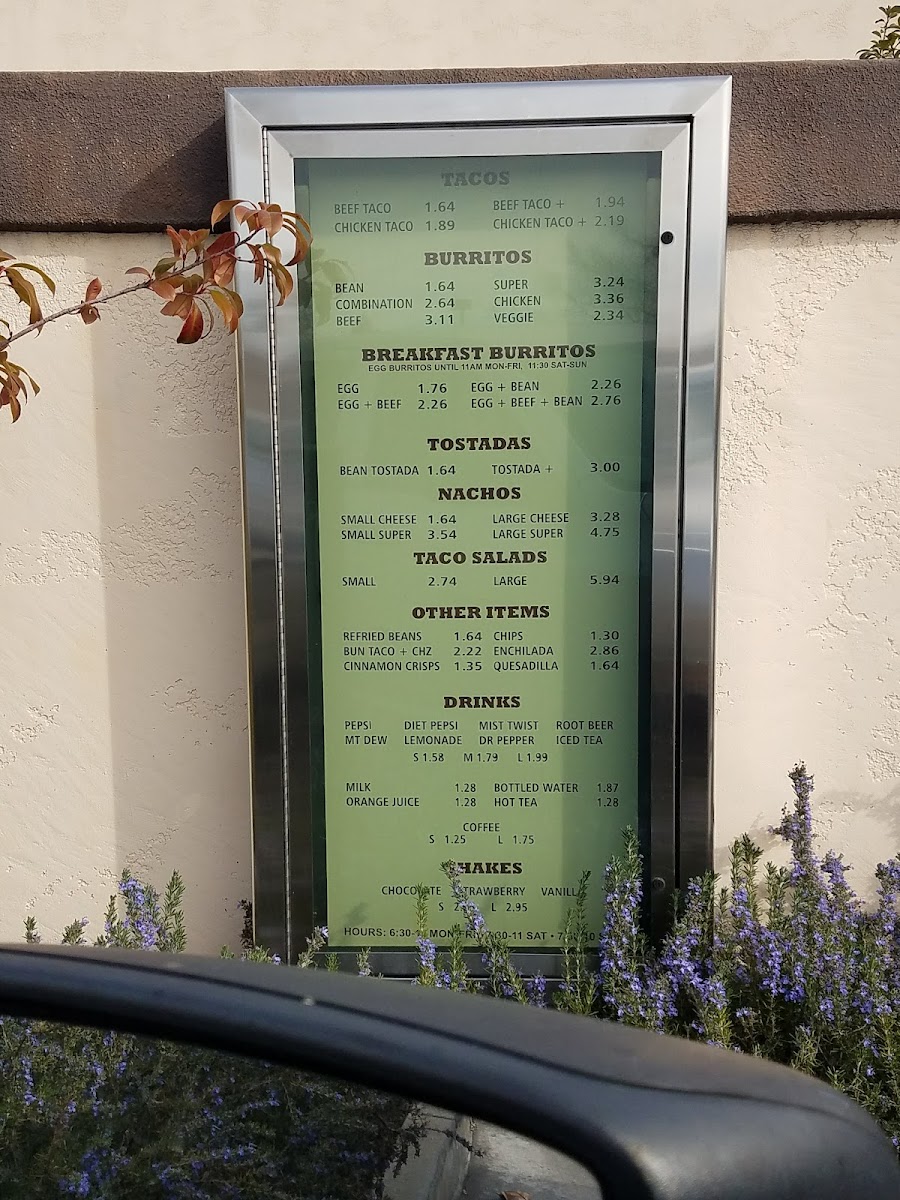 TACOS
BEEF TACO 1.64 BEEF TACO + 1.94
CHICKEN TACO 1.89 CHICKEN TACO + 2.19
BURRITOS
BEAN 1.64 SUPER 3.24
COMBINATION 2.64 CHICKEN 3.36
BEEF 3.11 VEGGIE 2.34
BREAKFAST BURRITOS
EGG BURRITOS UNTIL 11AM MON-FRI, 11:30 SAT-SUN
EGG 1.76 EGG + BEAN 2.26
EGG + BEEF 2.26 EGG + BEEF + BEAN 2.76
TOSTADAS
BEAN TOSTADA 1.64 TOSTADA + 3.00
NACHOS
SMALL CHEESE 1.64 LARGE CHEESE 3.28
SMALL SUPER 3.54 LARGE SUPER 4.75
TACO SALADS
SMALL 2.74 LARGE 5.94
OTHER ITEMS
REFRIED BEANS 1.64 CHIPS 1.30
BUN TACO + CHZ 2.22 ENCHILADA 2.86
CINNAMON CRISPS 1.35 QUESADILLA 1.64
DRINKS
PEPSI DIET PEPSI MIST TWIST ROOT BEER
MT DEW LEMONADE DR PEPPER ICED TEA
S 1.58 M 1.79 L 1.99
MILK 1.28 BOTTLED WATER 1.87
ORANGE JUICE 1.28 HOT TEA 1.28
COFFEE
S 1.25 L 1.75
SHAKES
CHOCOLATE STRAWBERRY VANILLA
S L 2.95
HOURS: MON-FRI SAT •